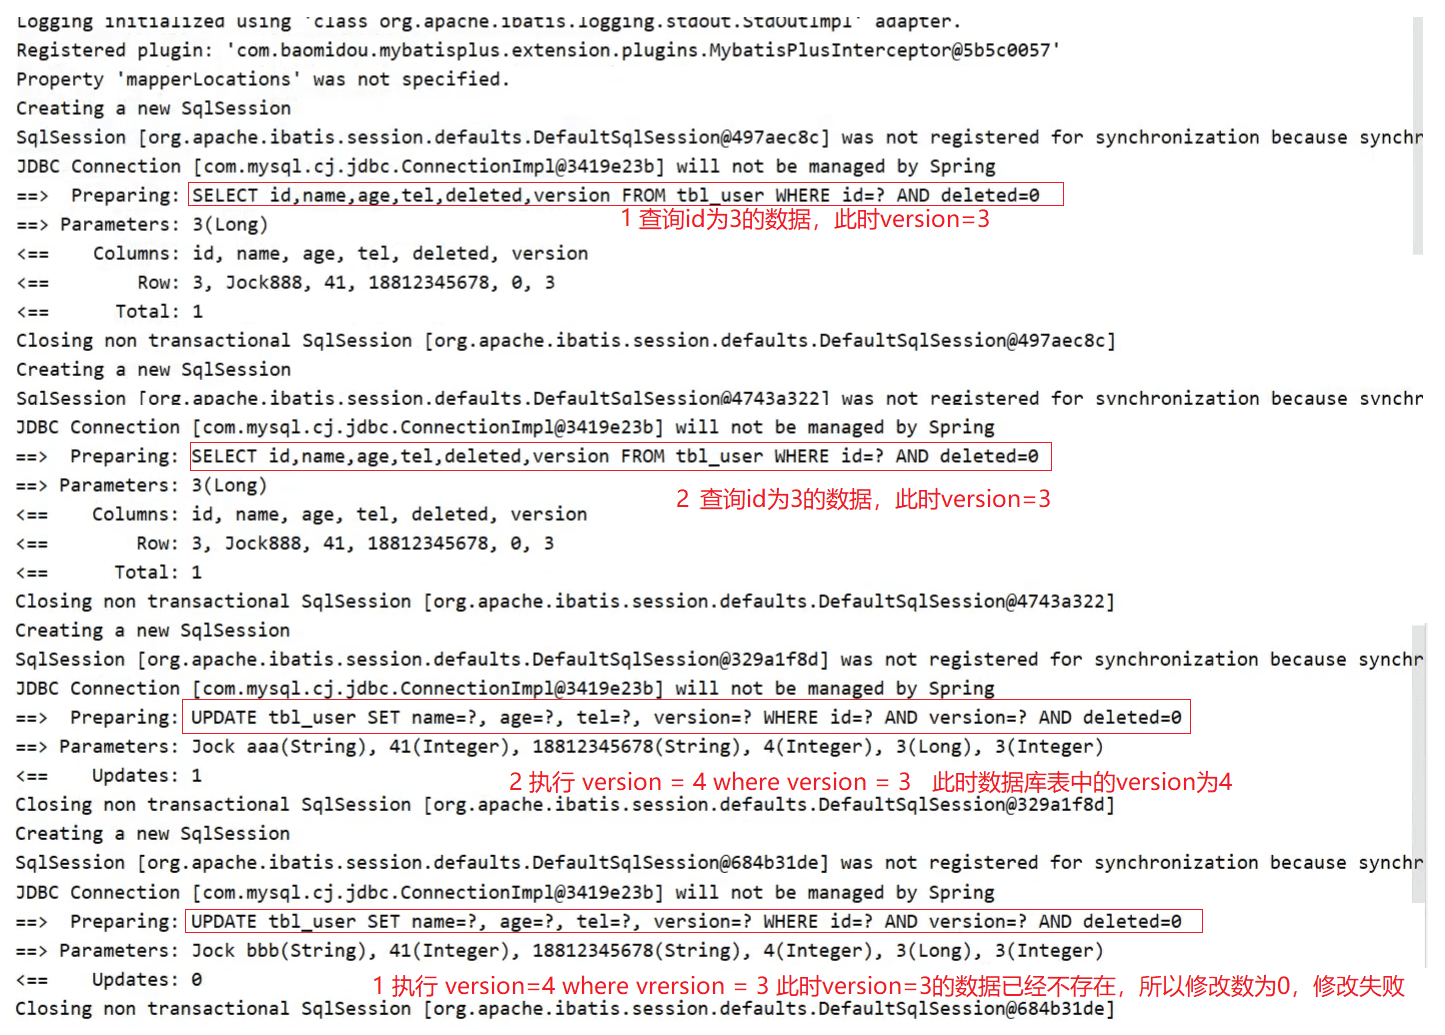 Logging initialized using 'class org.apache.ibatis.logging.stdout.StdOutImpl' adapter.
Registered plugin: 'com.baomidou.mybatisplus.extension.plugins.MybatisPlusInterceptor@5b5c0057'
Property 'mapperLocations' was not specified.
Creating a new SqlSession
SqlSession [org.apache.ibatis.session.defaults.DefaultSqlSession@497aec8c] was not registered for synchronization because synchr
JDBC Connection [com.mysql.cj.jdbc.ConnectionImpl@3419e23b] will not be managed by Spring
==>  Preparing: SELECT id,name,age,tel,deleted,version FROM tbl_user WHERE id=? AND deleted=0
1 查询id为3的数据，此时version=3
==> Parameters: 3(Long)
<==    Columns: id, name, age, tel, deleted, version
<==        Row: 3, Jock888, 41, 18812345678, 0, 3
<==      Total: 1
Closing non transactional SqlSession [org.apache.ibatis.session.defaults.DefaultSqlSession@497aec8c]
Creating a new SqlSession
SqlSession [org.apache.ibatis.session.defaults.DefaultSqlSession@4743a322] was not registered for synchronization because synchr
JDBC Connection [com.mysql.cj.jdbc.ConnectionImpl@3419e23b] will not be managed by Spring
==>  Preparing: SELECT id,name,age,tel,deleted,version FROM tbl_user WHERE id=? AND deleted=0
==> Parameters: 3(Long)
2 查询id为3的数据，此时version=3
<==    Columns: id, name, age, tel, deleted, version
<==        Row: 3, Jock888, 41, 18812345678, 0, 3
<==      Total: 1
Closing non transactional SqlSession [org.apache.ibatis.session.defaults.DefaultSqlSession@4743a322]
Creating a new SqlSession
SqlSession [org.apache.ibatis.session.defaults.DefaultSqlSession@329a1f8d] was not registered for synchronization because synchr
JDBC Connection [com.mysql.cj.jdbc.ConnectionImpl@3419e23b] will not be managed by Spring
==>  Preparing: UPDATE tbl_user SET name=?, age=?, tel=?, version=? WHERE id=? AND version=? AND deleted=0
==> Parameters: Jock aaa(String), 41(Integer), 18812345678(String), 4(Integer), 3(Long), 3(Integer)
<==    Updates: 1
2 执行 version = 4 where version = 3 此时数据库表中的version为4
Closing non transactional SqlSession [org.apache.ibatis.session.defaults.DefaultSqlSession@329a1f8d]
Creating a new SqlSession
SqlSession [org.apache.ibatis.session.defaults.DefaultSqlSession@684b31de] was not registered for synchronization because synchr
JDBC Connection [com.mysql.cj.jdbc.ConnectionImpl@3419e23b] will not be managed by Spring
==>  Preparing: UPDATE tbl_user SET name=?, age=?, tel=?, version=? WHERE id=? AND version=? AND deleted=0
==> Parameters: Jock bbb(String), 41(Integer), 18812345678(String), 4(Integer), 3(Long), 3(Integer)
<==    Updates: 0
1 执行 version=4 where vrersion = 3 此时version=3的数据已经不存在，所以修改数为0，修改失败
Closing non transactional SqlSession [org.apache.ibatis.session.defaults.DefaultSqlSession@684b31de]